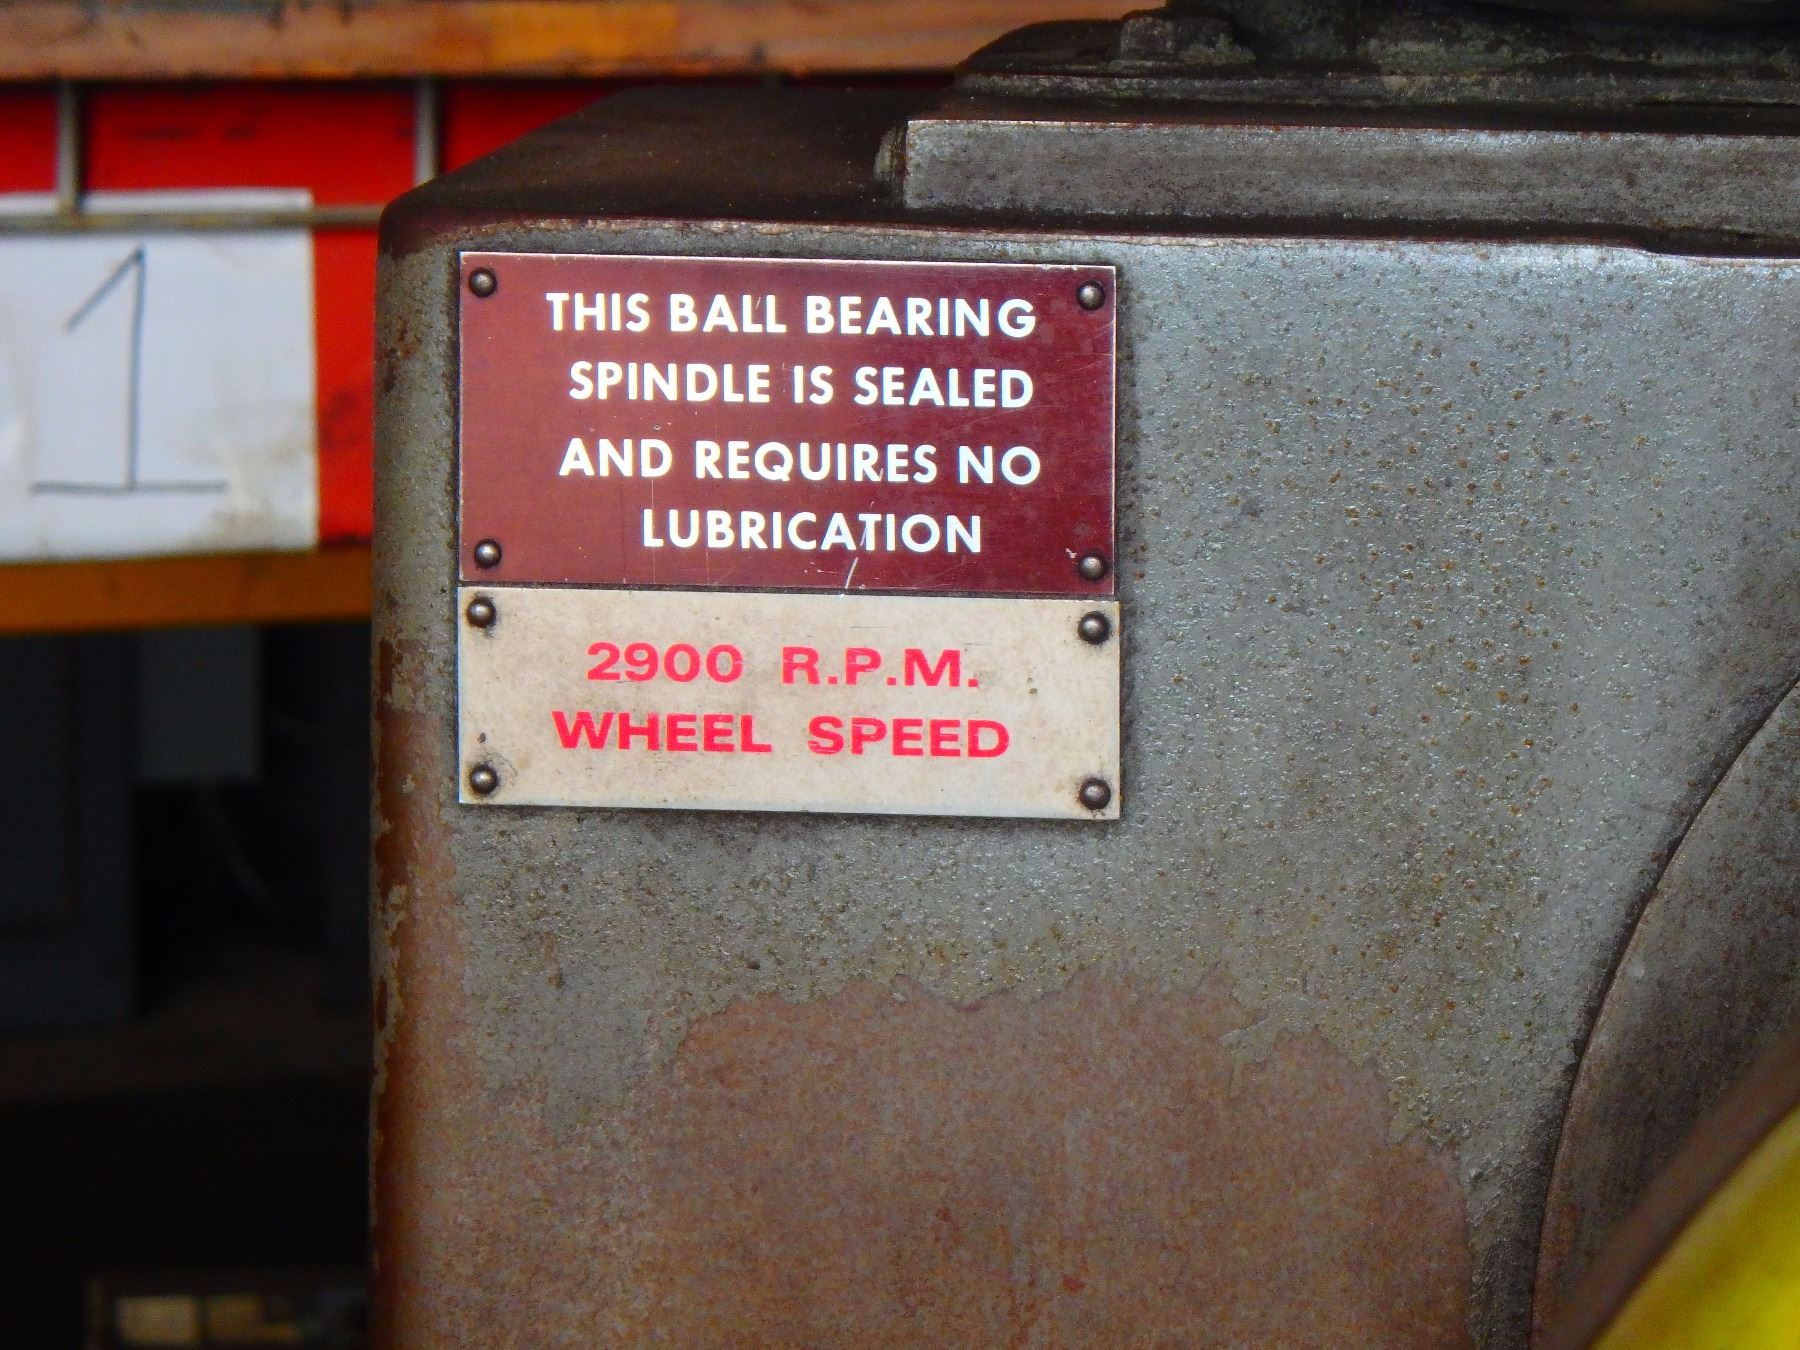 1
THIS BALL BEARING
SPINDLE IS SEALED
AND REQUIRES NO
LUBRICATION
2900 R.P.M.
WHEEL SPEED